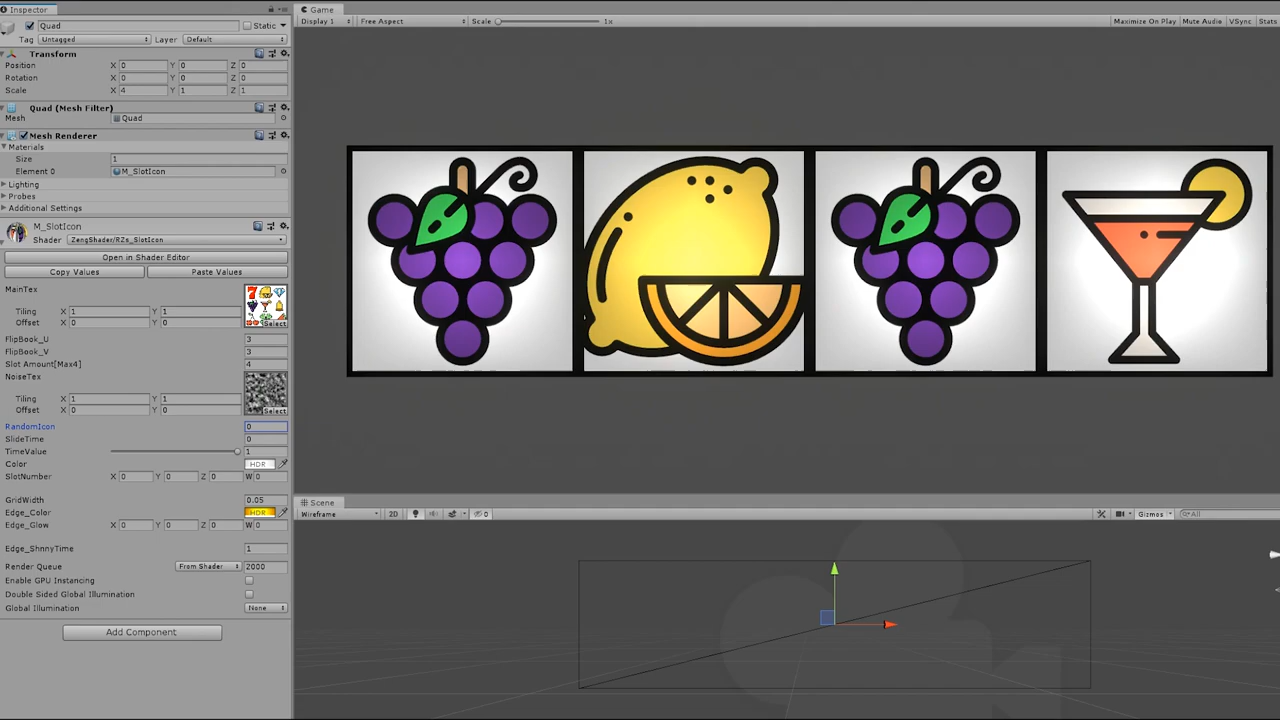 Inspector
Quad Static
Tag Untagged Layer Default
Transform
Position X 0 Y 0 Z 0
Rotation X 0 Y 0 Z 0
Scale X 4 Y 1 Z 1
Quad (Mesh Filter)
Mesh Quad
Mesh Renderer
Materials
Size 1
Element 0 M_SlotIcon
Lighting
Probes
Additional Settings
M_SlotIcon
Shader ZengShader/RZs_SlotIcon
Open in Shader Editor
Copy Values Paste Values
MainTex
Tiling X 1 Y 1
Offset X 0 Y 0 Select
FlipBook_U 3
FlipBook_V 3
Slot Amount[Max4] 4
NoiseTex
Tiling X 1 Y 1
Offset X 0 Y 0 Select
RandomIcon 0
SlideTime 0
TimeValue 1
Color HDR
SlotNumber X 0 Y 0 Z 0 W 0
GridWidth 0.05
Edge_Color HDR
Edge_Glow X 0 Y 0 Z 0 W 0
Edge_ShnnyTime 1
Render Queue From Shader 2000
Enable GPU Instancing
Double Sided Global Illumination
Global Illumination None
Add Component
Game
Display 1 Free Aspect Scale 1x Maximize On Play Mute Audio VSync Stats
Scene
Wireframe 2D 0 Gizmos All